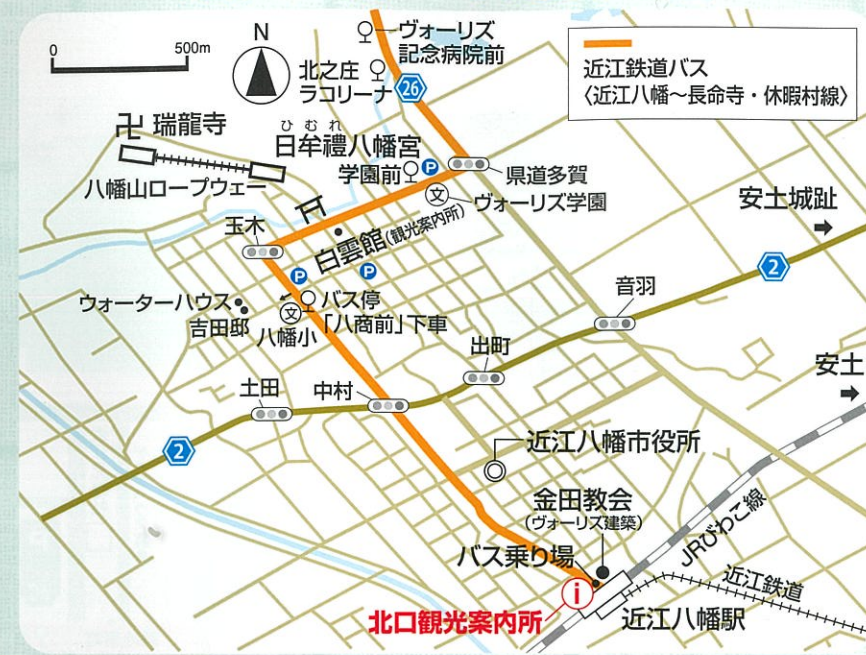 0 500m
N
ヴォーリズ
記念病院前
北之庄
ラコリーナ
26
近江鉄道バス
〈近江八幡〜長命寺・休暇村線〉
卍 瑞龍寺
ひむれ
日牟禮八幡宮
学園前
P
県道多賀
文
ヴォーリズ学園
八幡山ロープウェー
安土城趾
玉木
白雲館(観光案内所)
2
P
P
ウォーターハウス
吉田邸
文
八幡小
バス停
「八商前」下車
音羽
出町
安土
土田
中村
2
近江八幡市役所
金田教会
(ヴォーリズ建築)
バス乗り場
JRびわこ線
近江鉄道
i
北口観光案内所
近江八幡駅